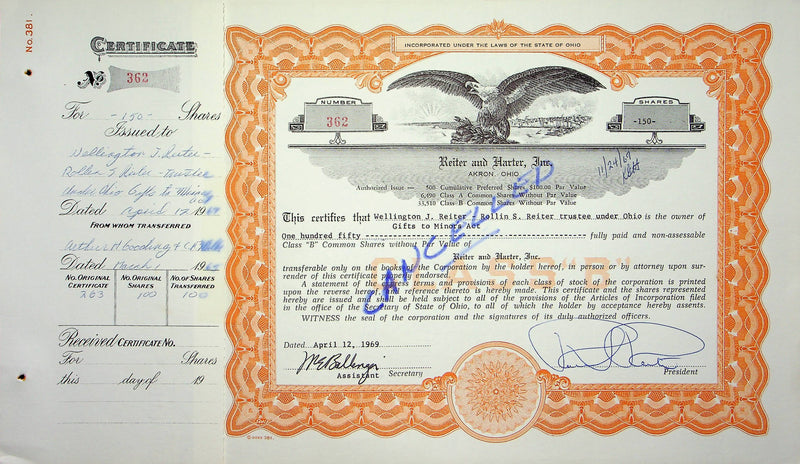 No. 381.
CERTIFICATE
No 362
For -150- Shares
Issued to
Wellington J. Reiter -
Rollin S. Reiter - trustee
under Ohio Gifts to Minors
Act
Dated April 12 1969
FROM WHOM TRANSFERRED
Arthur H Gooding &
Dated March 1969
NO. ORIGINAL CERTIFICATE
NO. ORIGINAL SHARES
NO. OF SHARES TRANSFERRED
263 100 100
Received CERTIFICATE NO.
For Shares
this day of 19
INCORPORATED UNDER THE LAWS OF THE STATE OF OHIO
NUMBER
362
SHARES
-150-
Reiter and Harter, Inc.
AKRON, OHIO
11/24/69
Authorized Issue — 500 Cumulative Preferred Shares $100.00 Par Value
6,490 Class A Common Shares Without Par Value
33,510 Class B Common Shares Without Par Value
This certifies that Wellington J. Reiter / Rollin S. Reiter trustee under Ohio is the owner of
Gifts to Minors Act
One hundred fifty fully paid and non-assessable
Class "B" Common Shares without Par Value of
Reiter and Harter, Inc.
CLASS "B"
CANCELLED
transferable only on the books of the Corporation by the holder hereof, in person or by attorney upon sur-
render of this certificate properly endorsed.
A statement of the express terms and provisions of each class of stock of the corporation is printed
upon the reverse hereof and reference thereto is hereby made. This certificate and the shares represented
hereby are issued and shall be held subject to all of the provisions of the Articles of Incorporation filed
in the office of the Secretary of State of Ohio, to all of which the holder by acceptance hereby assents.
WITNESS the seal of the corporation and the signatures of its duly authorized officers.
Dated April 12, 1969
Assistant Secretary
President